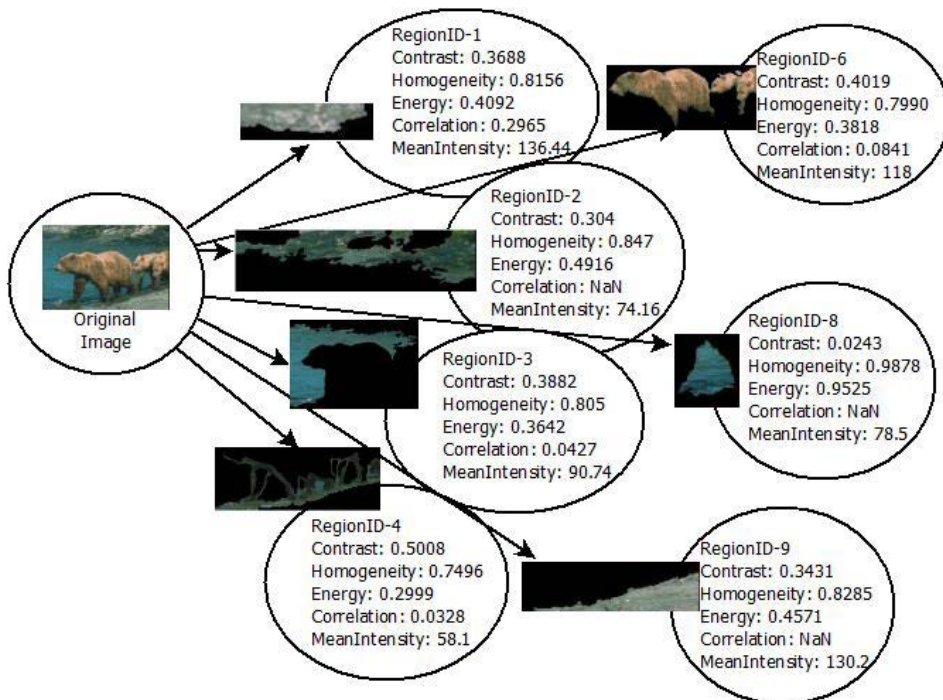 RegionID-1
Contrast: 0.3688
Homogeneity: 0.8156
Energy: 0.4092
Correlation: 0.2965
MeanIntensity: 136.44
RegionID-6
Contrast: 0.4019
Homogeneity: 0.7990
Energy: 0.3818
Correlation: 0.0841
MeanIntensity: 118
RegionID-2
Contrast: 0.304
Homogeneity: 0.847
Energy: 0.4916
Correlation: NaN
MeanIntensity: 74.16
Original
Image
RegionID-8
Contrast: 0.0243
Homogeneity: 0.9878
Energy: 0.9525
Correlation: NaN
MeanIntensity: 78.5
RegionID-3
Contrast: 0.3882
Homogeneity: 0.805
Energy: 0.3642
Correlation: 0.0427
MeanIntensity: 90.74
RegionID-4
Contrast: 0.5008
Homogeneity: 0.7496
Energy: 0.2999
Correlation: 0.0328
MeanIntensity: 58.1
RegionID-9
Contrast: 0.3431
Homogeneity: 0.8285
Energy: 0.4571
Correlation: NaN
MeanIntensity: 130.2